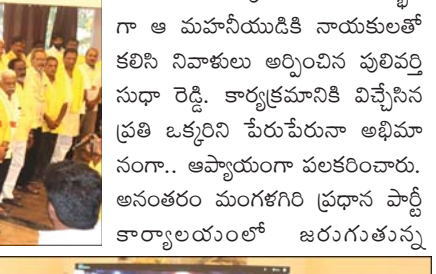 గా ఆ మహనీయుడికి నాయకులతో
కలిసి నివాళులు అర్పించిన పులివర్తి
సుధా రెడ్డి. కార్యక్రమానికి విచ్చేసిన
ప్రతి ఒక్కరిని పేరుపేరునా అభిమా
నంగా.. ఆప్యాయంగా పలకరించారు.
అనంతరం మంగళగిరి ప్రధాన పార్టీ
కార్యాలయంలో జరుగుతున్న